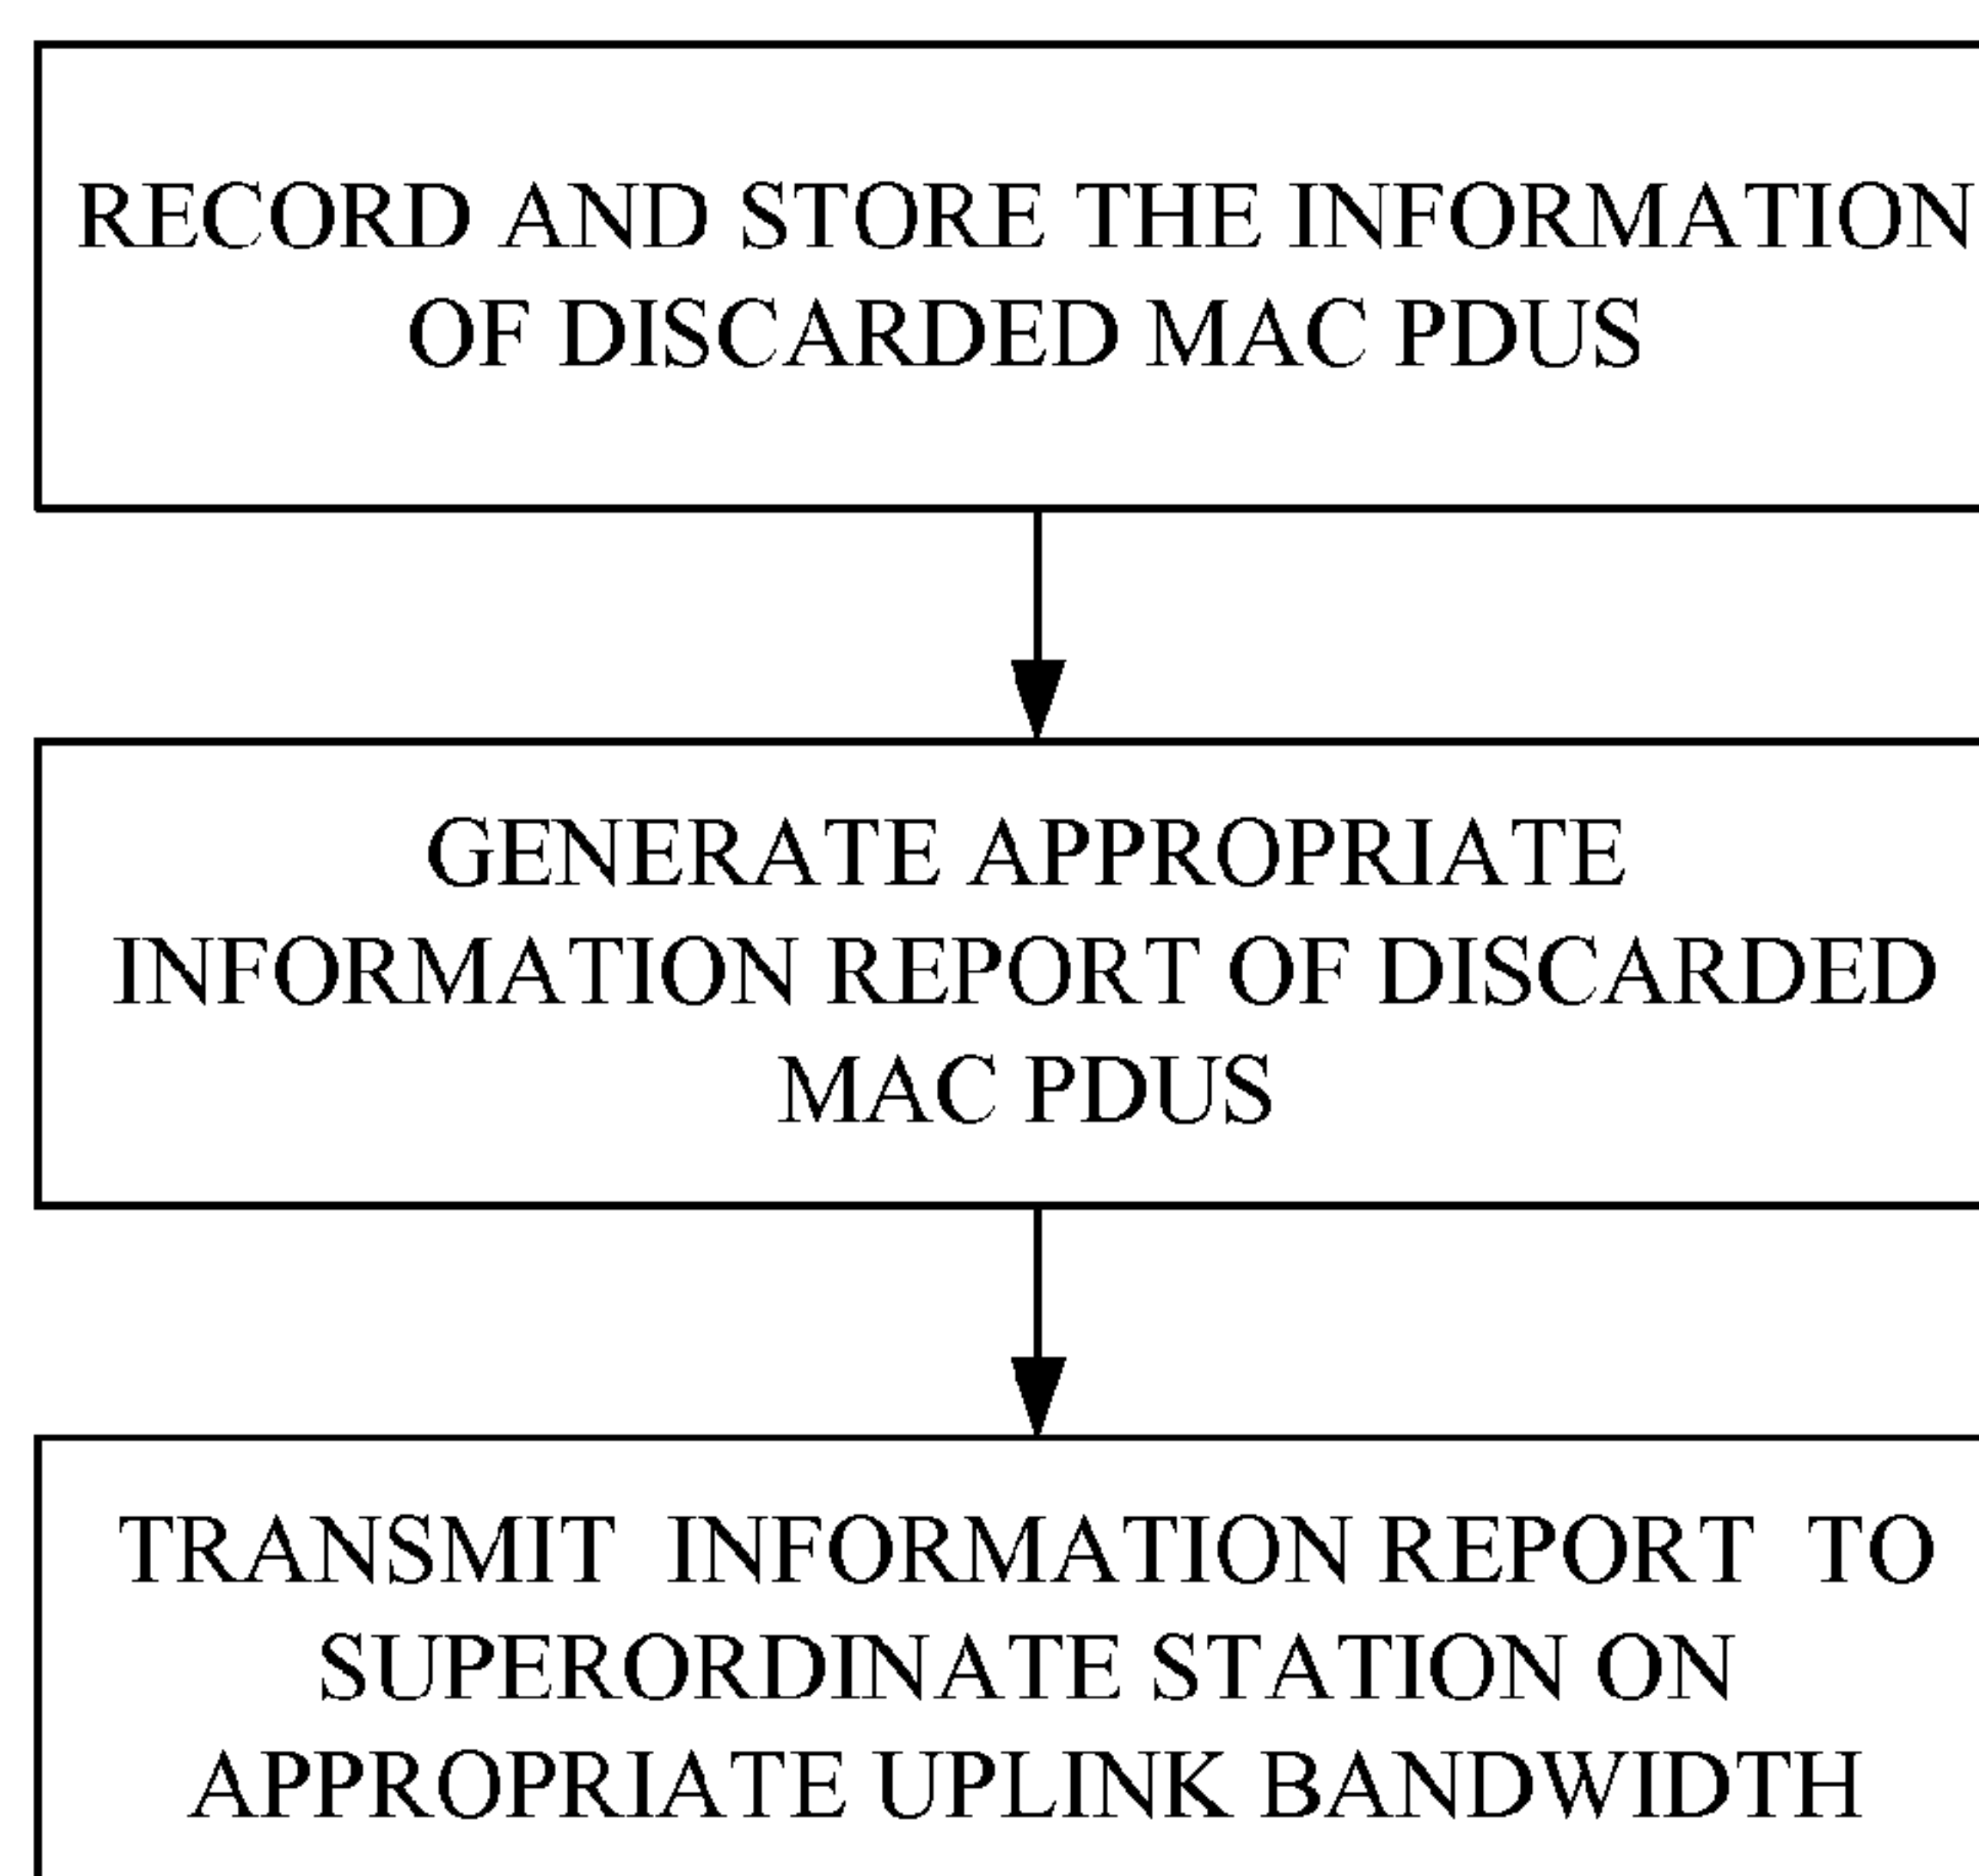 RECORD AND STORE THE INFORMATION
OF DISCARDED MAC PDUS
GENERATE APPROPRIATE
INFORMATION REPORT OF DISCARDED
MAC PDUS
TRANSMIT INFORMATION REPORT TO
SUPERORDINATE STATION ON
APPROPRIATE UPLINK BANDWIDTH